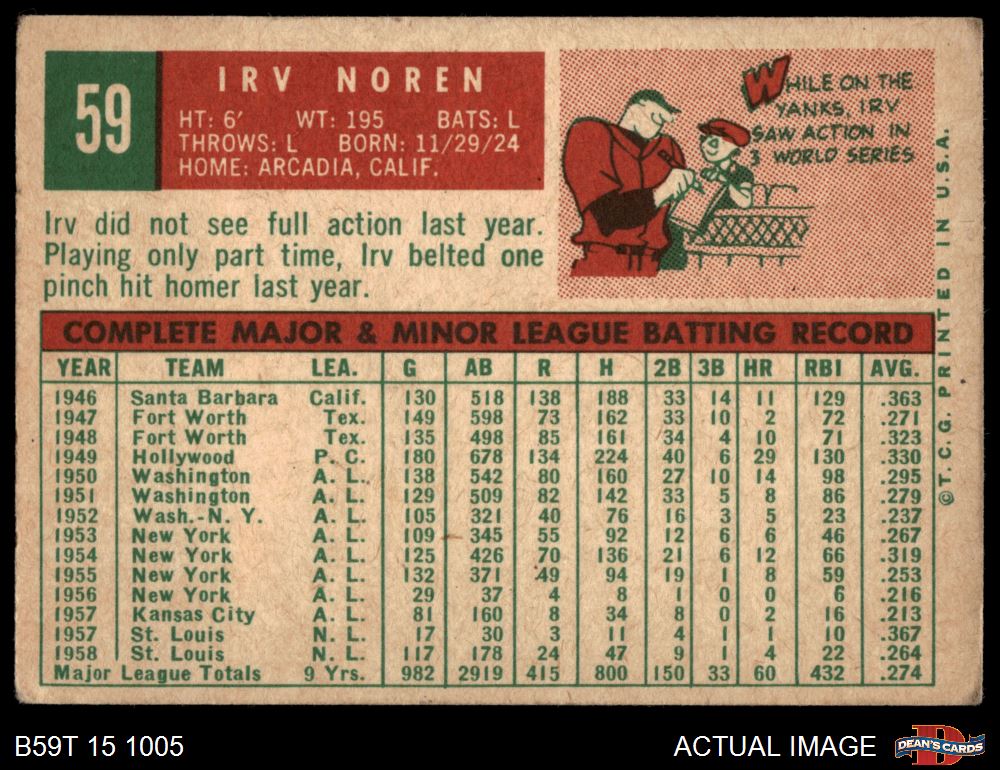 59
IRV NOREN
HT: 6' WT: 195 BATS: L
THROWS: L BORN: 11/29/24
HOME: ARCADIA, CALIF.
WHILE ON THE
YANKS, IRV
SAW ACTION IN
3 WORLD SERIES
Irv did not see full action last year.
Playing only part time, Irv belted one
pinch hit homer last year.
COMPLETE MAJOR & MINOR LEAGUE BATTING RECORD
YEAR TEAM LEA. G AB R H 2B 3B HR RBI AVG.
1946 Santa Barbara Calif. 130 518 138 188 33 14 11 129 .363
1947 Fort Worth Tex. 149 598 73 162 33 10 2 72 .271
1948 Fort Worth Tex. 135 498 85 161 34 4 10 71 .323
1949 Hollywood P. C. 180 678 134 224 40 6 29 130 .330
1950 Washington A. L. 138 542 80 160 27 10 14 98 .295
1951 Washington A. L. 129 509 82 142 33 5 8 86 .279
1952 Wash.-N. Y. A. L. 105 321 40 76 16 3 5 23 .237
1953 New York A. L. 109 345 55 92 12 6 6 46 .267
1954 New York A. L. 125 426 70 136 21 6 12 66 .319
1955 New York A. L. 132 371 49 94 19 1 8 59 .253
1956 New York A. L. 29 37 4 8 1 0 0 6 .216
1957 Kansas City A. L. 81 160 8 34 8 0 2 16 .213
1957 St. Louis N. L. 17 30 3 11 4 1 1 10 .367
1958 St. Louis N. L. 117 178 24 47 9 1 4 22 .264
Major League Totals 9 Yrs. 982 2919 415 800 150 33 60 432 .274
© T. C. G. PRINTED IN U.S.A.
B59T 15 1005
ACTUAL IMAGE
DEAN'S CARDS